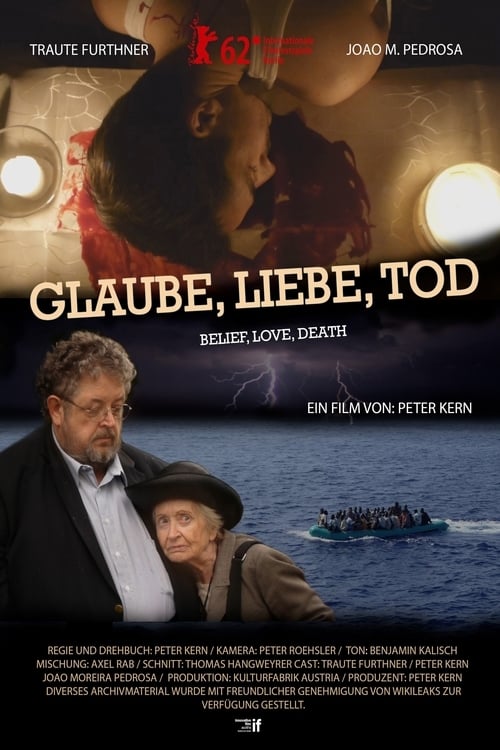 TRAUTE FURTHNER
62
Internationale
JOAO M. PEDROSA
GLAUBE, LIEBE, TOD
BELIEF, LOVE, DEATH
EIN FILM VON: PETER KERN
REGIE UND DREHBUCH: PETER KERN / KAMERA: PETER ROEHSLER / TON: BENJAMIN KALISCH
MISCHUNG: AXEL RAB / SCHNITT: THOMAS HANGWEYRER CAST: TRAUTE FURTHNER / PETER KERN
JOAO MOREIRA PEDROSA / PRODUKTION: KULTURFABRIK AUSTRIA / PRODUZENT: PETER KERN
DIVERSES ARCHIVMATERIAL WURDE MIT FREUNDLICHER GENEHMIGUNG VON WIKILEAKS ZUR
VERFÜGUNG GESTELLT.
if